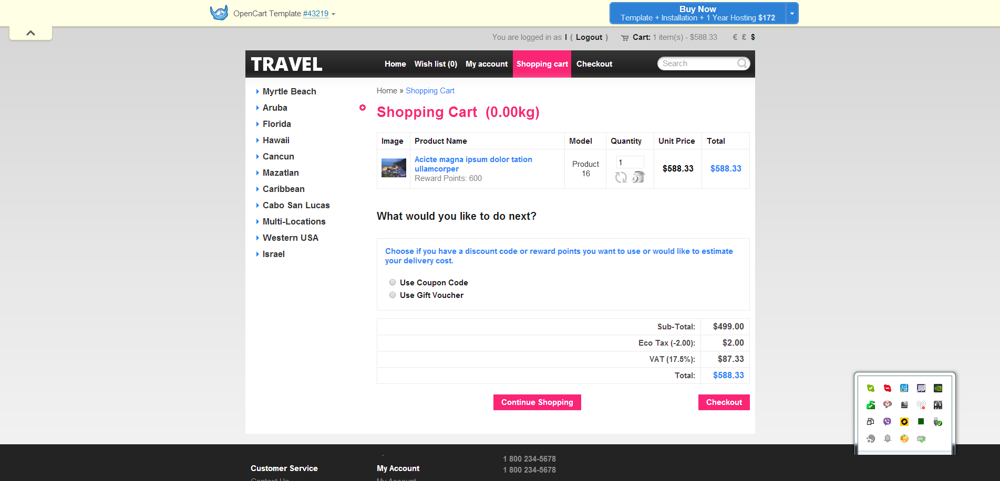 OpenCart Template #43219
Buy Now
Template + Installation + 1 Year Hosting $172
You are logged in as I ( Logout )
Cart: 1 item(s) - $588.33
€ £ $
TRAVEL
Home
Wish list (0)
My account
Shopping cart
Checkout
Search
Myrtle Beach
Aruba
Florida
Hawaii
Cancun
Mazatlan
Caribbean
Cabo San Lucas
Multi-Locations
Western USA
Israel
Home » Shopping Cart
Shopping Cart (0.00kg)
Image
Product Name
Model
Quantity
Unit Price
Total
Acicte magna ipsum dolor tation
ullamcorper
Reward Points: 600
Product
16
1
$588.33
$588.33
What would you like to do next?
Choose if you have a discount code or reward points you want to use or would like to estimate
your delivery cost.
Use Coupon Code
Use Gift Voucher
Sub-Total: $499.00
Eco Tax (-2.00): $2.00
VAT (17.5%): $87.33
Total: $588.33
Continue Shopping
Checkout
Customer Service
Contact Us
My Account
My Account
1 800 234-5678
1 800 234-5678